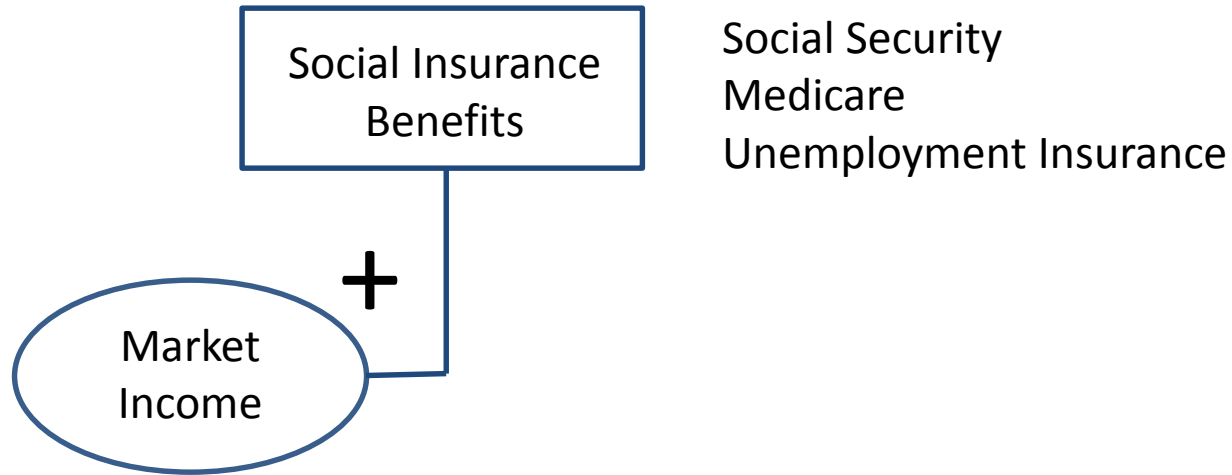 Social Insurance
Benefits
Social Security
Medicare
Unemployment Insurance
+
Market
Income